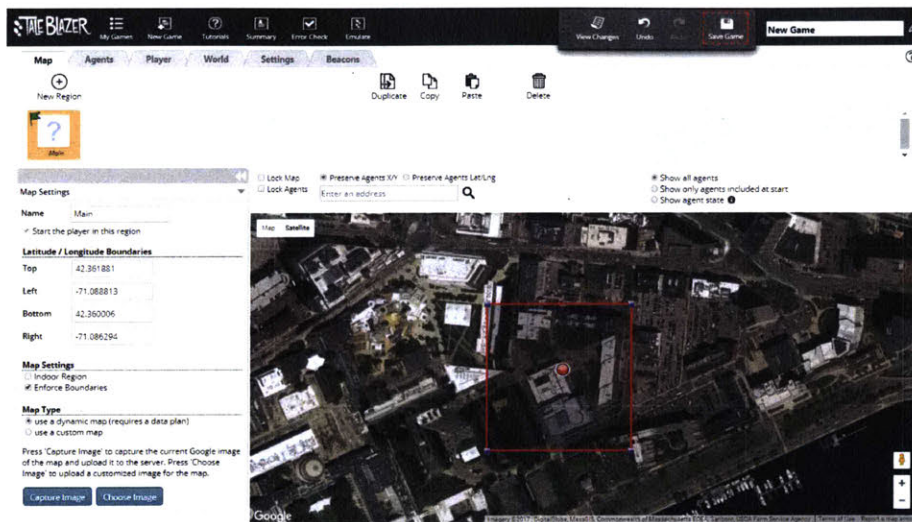 TALEBLAZER
My Games
New Game
Tutorials
Summary
Error Check
Emulate
View Changes
Undo
Save Game
New Game
Map
Agents
Player
World
Settings
Beacons
New Region
Duplicate
Copy
Paste
Delete
?
Main
Lock Map
Preserve Agents X/Y
Preserve Agents Lat/Lng
Show all agents
Lock Agents
Enter an address
Show only agents included at start
Show agent state
Map Settings
Name
Main
Start the player in this region
Latitude / Longitude Boundaries
Top
42.361881
Left
-71.088813
Bottom
42.360006
Right
-71.086294
Map Settings
Indoor Region
Enforce Boundaries
Map Type
use a dynamic map (requires a data plan)
use a custom map
Press 'Capture Image' to capture the current Google image
of the map and upload it to the server. Press 'Choose
Image' to upload a customized image for the map.
Capture Image
Choose Image
Map
Satellite
Google
Terms of Use